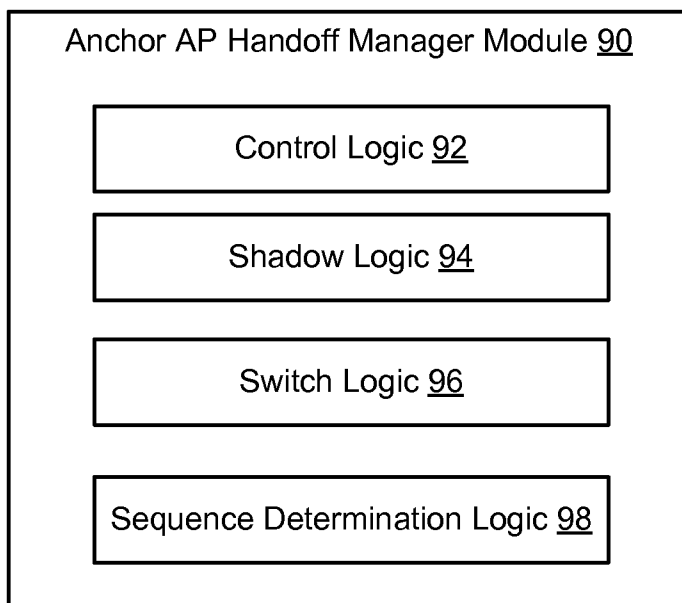 Anchor AP Handoff Manager Module 90
Control Logic 92
Shadow Logic 94
Switch Logic 96
Sequence Determination Logic 98